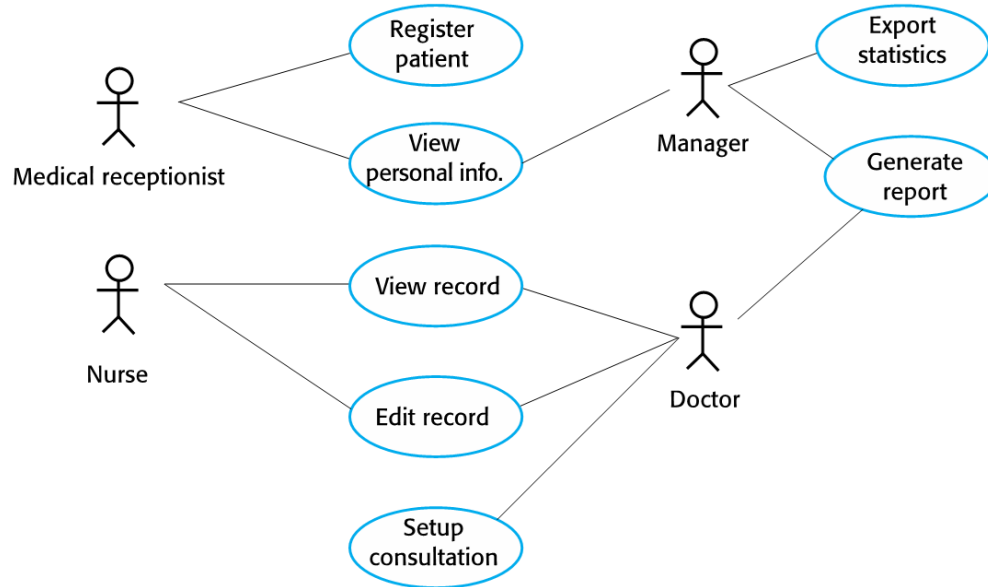 Register
patient
Export
statistics
Medical receptionist
View
personal info.
Manager
Generate
report
Nurse
View record
Edit record
Doctor
Setup
consultation